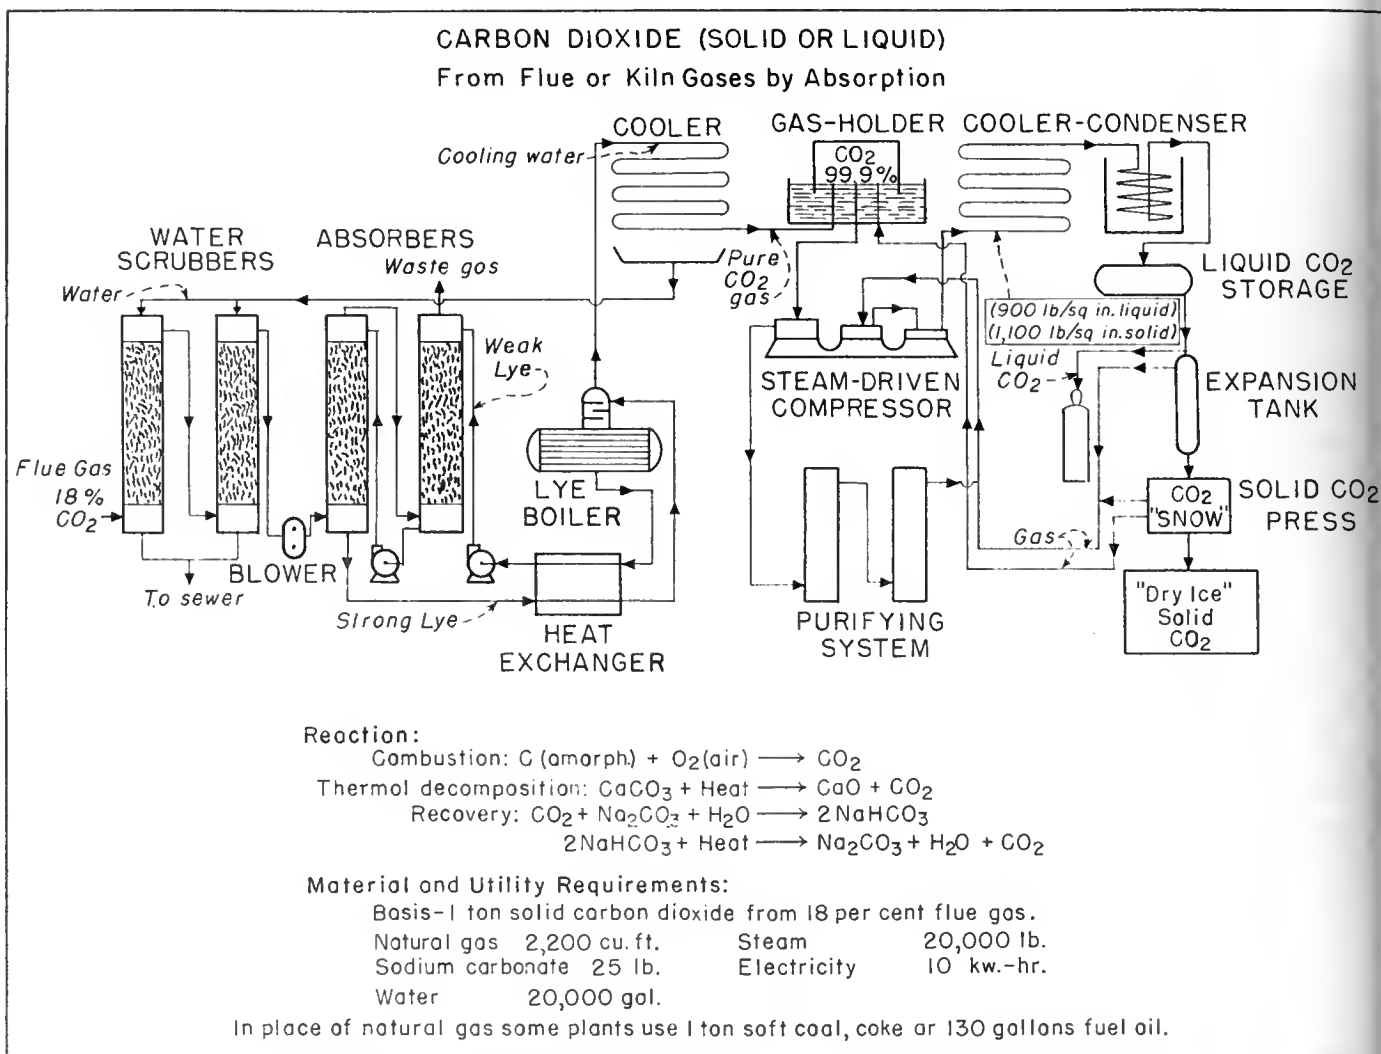 CARBON DIOXIDE (SOLID OR LIQUID)
From Flue or Kiln Gases by Absorption
COOLER
GAS-HOLDER
COOLER-CONDENSER
Cooling water
CO2
99.9%
WATER
SCRUBBERS
ABSORBERS
Waste gas
Water
Pure
CO2
gas
LIQUID CO2
STORAGE
(900 lb/sq in. liquid)
(1,100 lb/sq in. solid)
Weak
Lye
Liquid
CO2
STEAM-DRIVEN
COMPRESSOR
EXPANSION
TANK
Flue Gas
18%
CO2
LYE
BOILER
CO2
"SNOW"
SOLID CO2
PRESS
Gas
BLOWER
To sewer
Strong Lye
HEAT
EXCHANGER
PURIFYING
SYSTEM
"Dry Ice"
Solid
CO2
Reaction:
Combustion: C (amorph.) + O2 (air) ⟶ CO2
Thermal decomposition: CaCO3 + Heat ⟶ CaO + CO2
Recovery: CO2 + Na2CO3 + H2O ⟶ 2NaHCO3
2NaHCO3 + Heat ⟶ Na2CO3 + H2O + CO2
Material and Utility Requirements:
Basis-1 ton solid carbon dioxide from 18 per cent flue gas.
Natural gas 2,200 cu. ft. Steam 20,000 lb.
Sodium carbonate 25 lb. Electricity 10 kw.-hr.
Water 20,000 gal.
In place of natural gas some plants use 1 ton soft coal, coke or 130 gallons fuel oil.